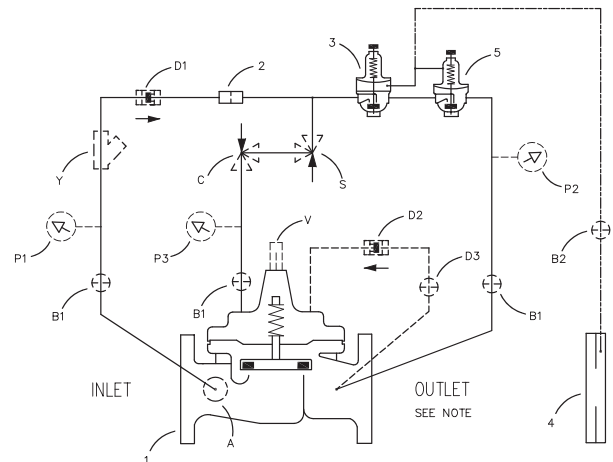 3
5
D1
2
Y
C
S
P2
V
D2
P1
P3
D3
B2
B1
B1
B1
INLET
OUTLET
SEE NOTE
4
A
1